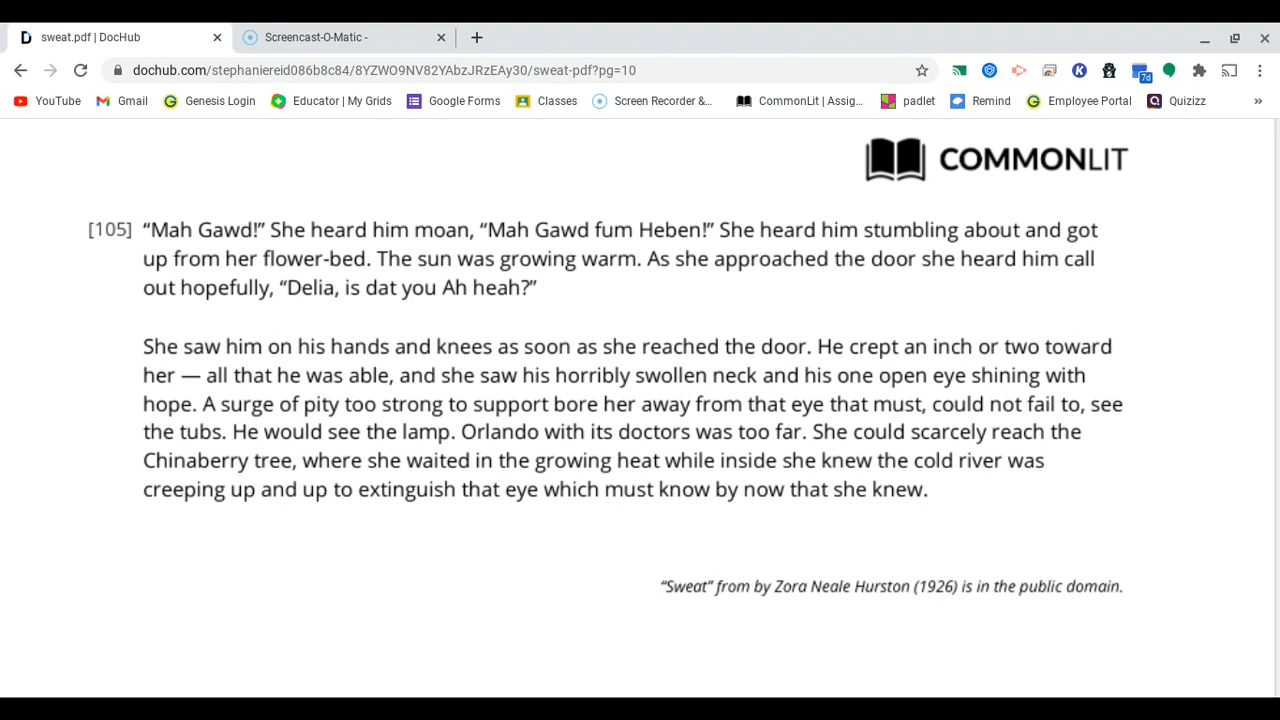 sweat.pdf | DocHub
Screencast-O-Matic -
dochub.com/stephaniereid086b8c84/8YZWO9NV82YAbzJRzEAy30/sweat-pdf?pg=10
7d
YouTube Gmail Genesis Login Educator | My Grids Google Forms Classes Screen Recorder &... CommonLit | Assig... padlet Remind Employee Portal Quizizz »
COMMONLIT
[105] “Mah Gawd!” She heard him moan, “Mah Gawd fum Heben!” She heard him stumbling about and got
up from her flower-bed. The sun was growing warm. As she approached the door she heard him call
out hopefully, “Delia, is dat you Ah heah?”
She saw him on his hands and knees as soon as she reached the door. He crept an inch or two toward
her — all that he was able, and she saw his horribly swollen neck and his one open eye shining with
hope. A surge of pity too strong to support bore her away from that eye that must, could not fail to, see
the tubs. He would see the lamp. Orlando with its doctors was too far. She could scarcely reach the
Chinaberry tree, where she waited in the growing heat while inside she knew the cold river was
creeping up and up to extinguish that eye which must know by now that she knew.
“Sweat” from by Zora Neale Hurston (1926) is in the public domain.